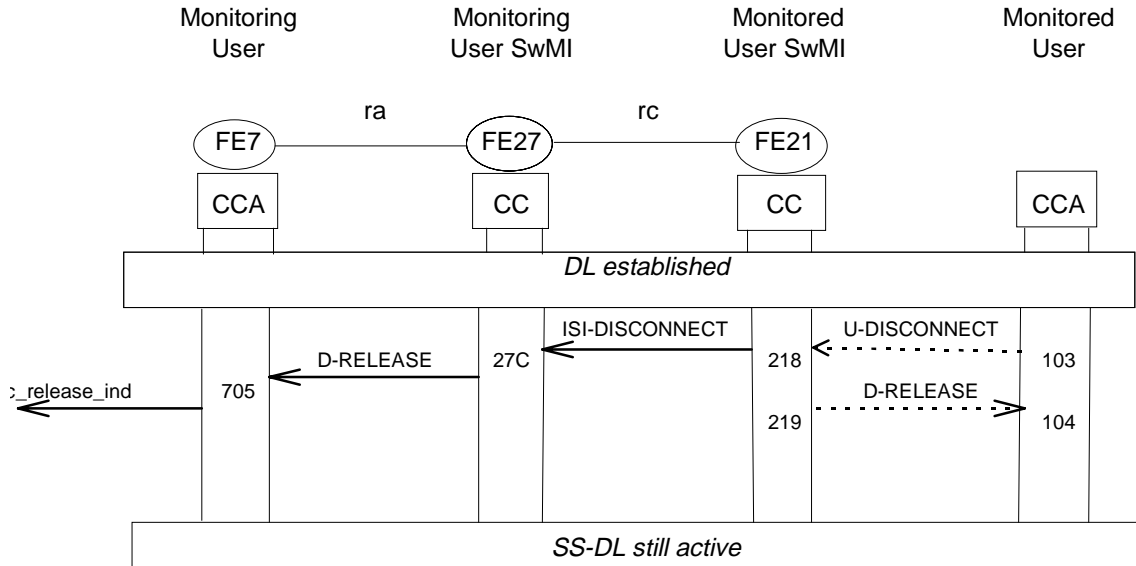 Monitoring User
Monitoring User SwMI
Monitored User SwMI
Monitored User
ra
rc
FE7
FE27
FE21
CCA
CC
CC
CCA
DL established
ISI-DISCONNECT
U-DISCONNECT
D-RELEASE
27C
218
103
c_release_ind
705
D-RELEASE
219
104
SS-DL still active